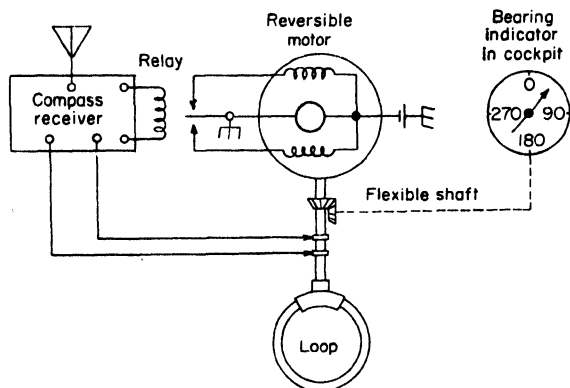 Reversible
motor
Bearing
indicator
in cockpit
Relay
Compass
receiver
0
270
90
180
Flexible shaft
Loop